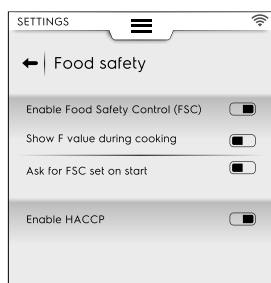 SETTINGS
Food safety
Enable Food Safety Control (FSC)
Show F value during cooking
Ask for FSC set on start
Enable HACCP